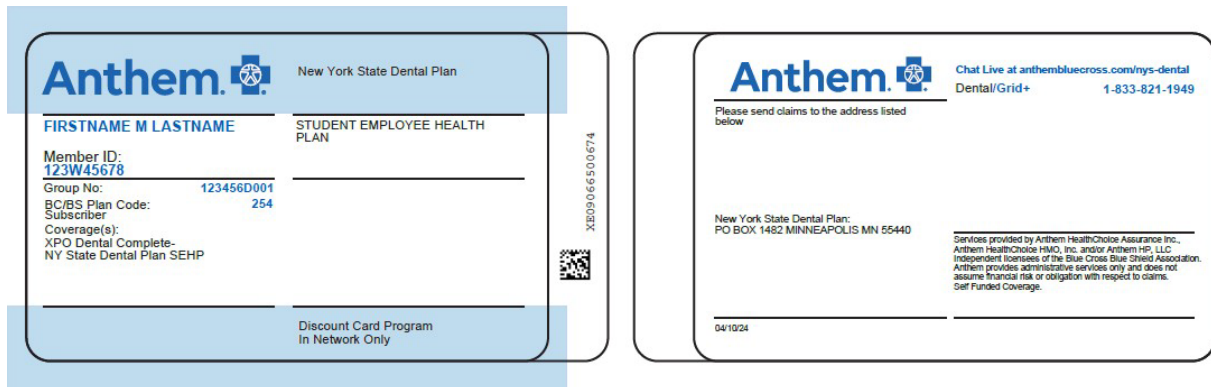 Anthem.
New York State Dental Plan
FIRSTNAME M LASTNAME
STUDENT EMPLOYEE HEALTH
PLAN
Member ID:
123W45678
Group No: 123456D001
BC/BS Plan Code: 254
Subscriber
Coverage(s):
XPO Dental Complete-
NY State Dental Plan SEHP
Discount Card Program
In Network Only
XE09066500674
Anthem.
Chat Live at anthembluecross.com/nys-dental
Dental/Grid+ 1-833-821-1949
Please send claims to the address listed
below
New York State Dental Plan:
PO BOX 1482 MINNEAPOLIS MN 55440
Services provided by Anthem HealthChoice Assurance Inc.,
Anthem HealthChoice HMO, Inc. and/or Anthem HP, LLC
Independent licensees of the Blue Cross Blue Shield Association.
Anthem provides administrative services only and does not
assume financial risk or obligation with respect to claims.
Self Funded Coverage.
04/10/24